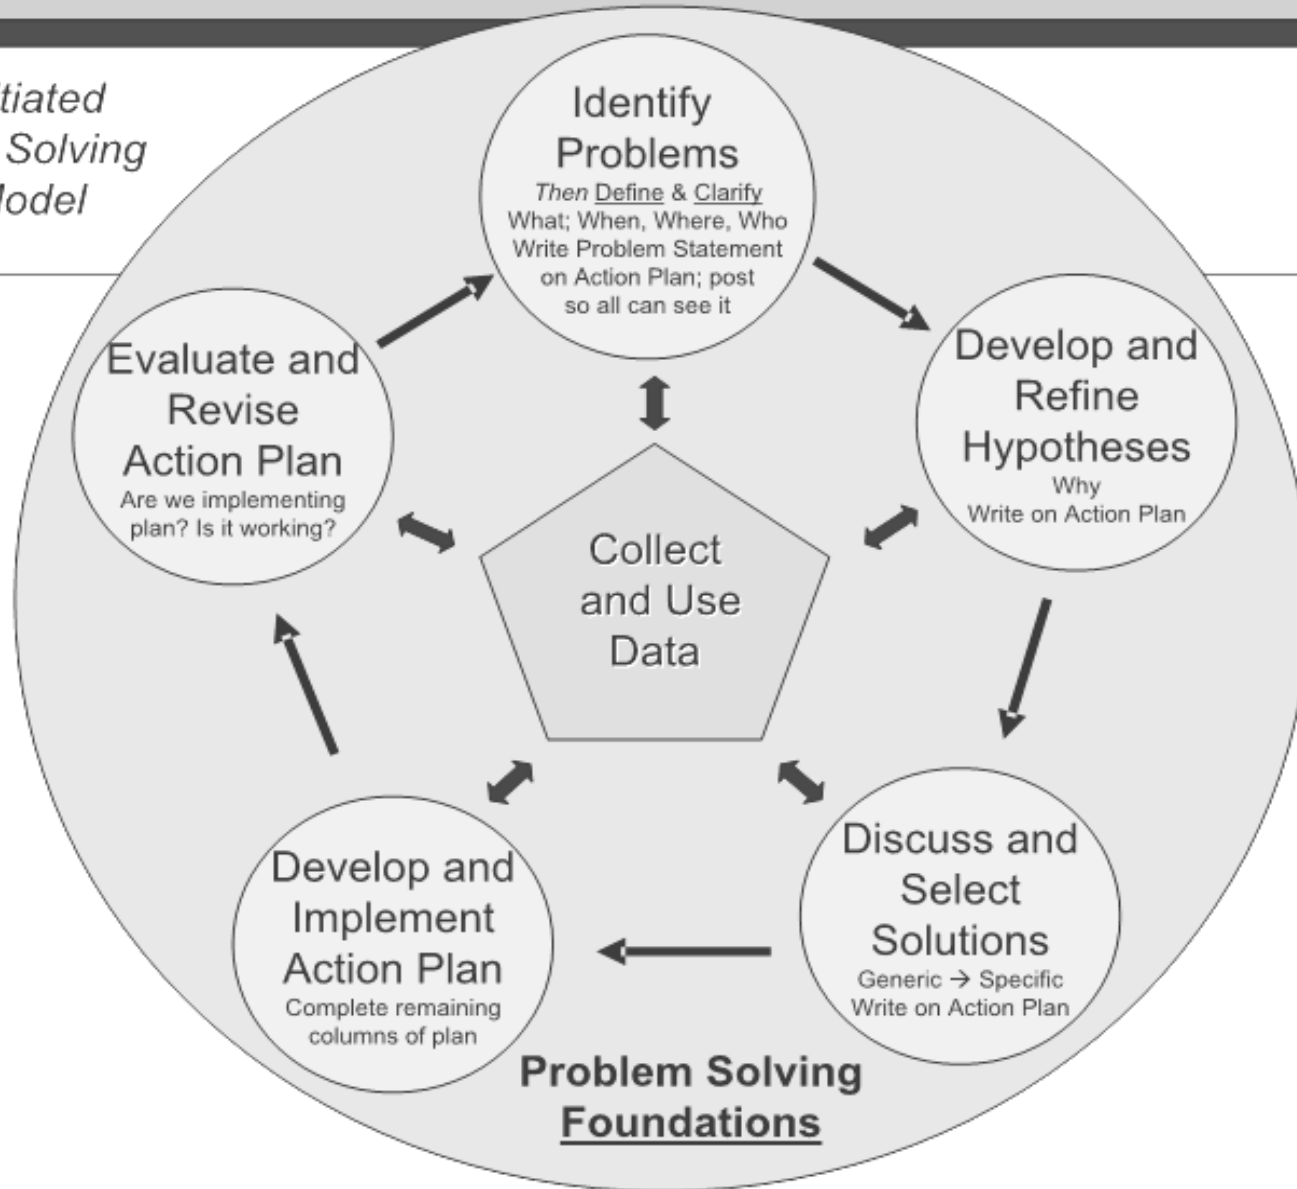 tiated
Solving
Model
Identify
Problems
Then Define & Clarify
What; When, Where, Who
Write Problem Statement
on Action Plan; post
so all can see it
Develop and
Refine
Hypotheses
Why
Write on Action Plan
Discuss and
Select
Solutions
Generic → Specific
Write on Action Plan
Develop and
Implement
Action Plan
Complete remaining
columns of plan
Evaluate and
Revise
Action Plan
Are we implementing
plan? Is it working?
Collect
and Use
Data
Problem Solving
Foundations